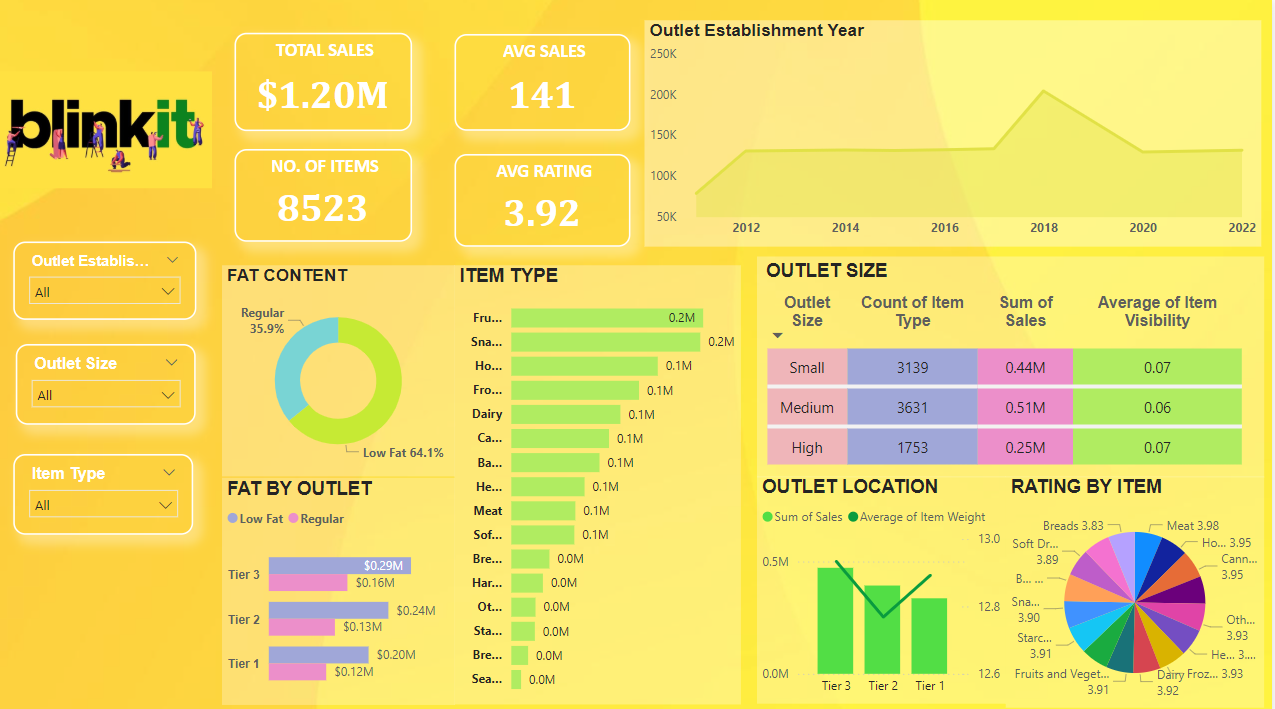 blinkit
TOTAL SALES
$1.20M
AVG SALES
141
NO. OF ITEMS
8523
AVG RATING
3.92
Outlet Establishment Year
250K
200K
150K
100K
50K
2012 2014 2016 2018 2020 2022
Outlet Establis...
All
Outlet Size
All
Item Type
All
FAT CONTENT
Regular
35.9%
Low Fat 64.1%
FAT BY OUTLET
Low Fat Regular
Tier 3 $0.29M
$0.16M
Tier 2 $0.24M
$0.13M
Tier 1 $0.20M
$0.12M
ITEM TYPE
Fru... 0.2M
Sna... 0.2M
Ho... 0.1M
Fro... 0.1M
Dairy 0.1M
Ca... 0.1M
Ba... 0.1M
He... 0.1M
Meat 0.1M
Sof... 0.1M
Bre... 0.0M
Har... 0.0M
Ot... 0.0M
Sta... 0.0M
Bre... 0.0M
Sea... 0.0M
OUTLET SIZE
Outlet Size Count of Item Type Sum of Sales Average of Item Visibility
Small 3139 0.44M 0.07
Medium 3631 0.51M 0.06
High 1753 0.25M 0.07
OUTLET LOCATION
Sum of Sales Average of Item Weight
0.5M
0.0M
13.0
12.8
12.6
Tier 3 Tier 2 Tier 1
RATING BY ITEM
Breads 3.83
Meat 3.98
Soft Dr...
3.89
Ho... 3.95
Cann...
3.95
B... ...
Sna...
3.90
Oth...
3.93
Starc...
3.91
He... 3....
Fruits and Veget...
3.91
Dairy
3.92
Froz... 3.93